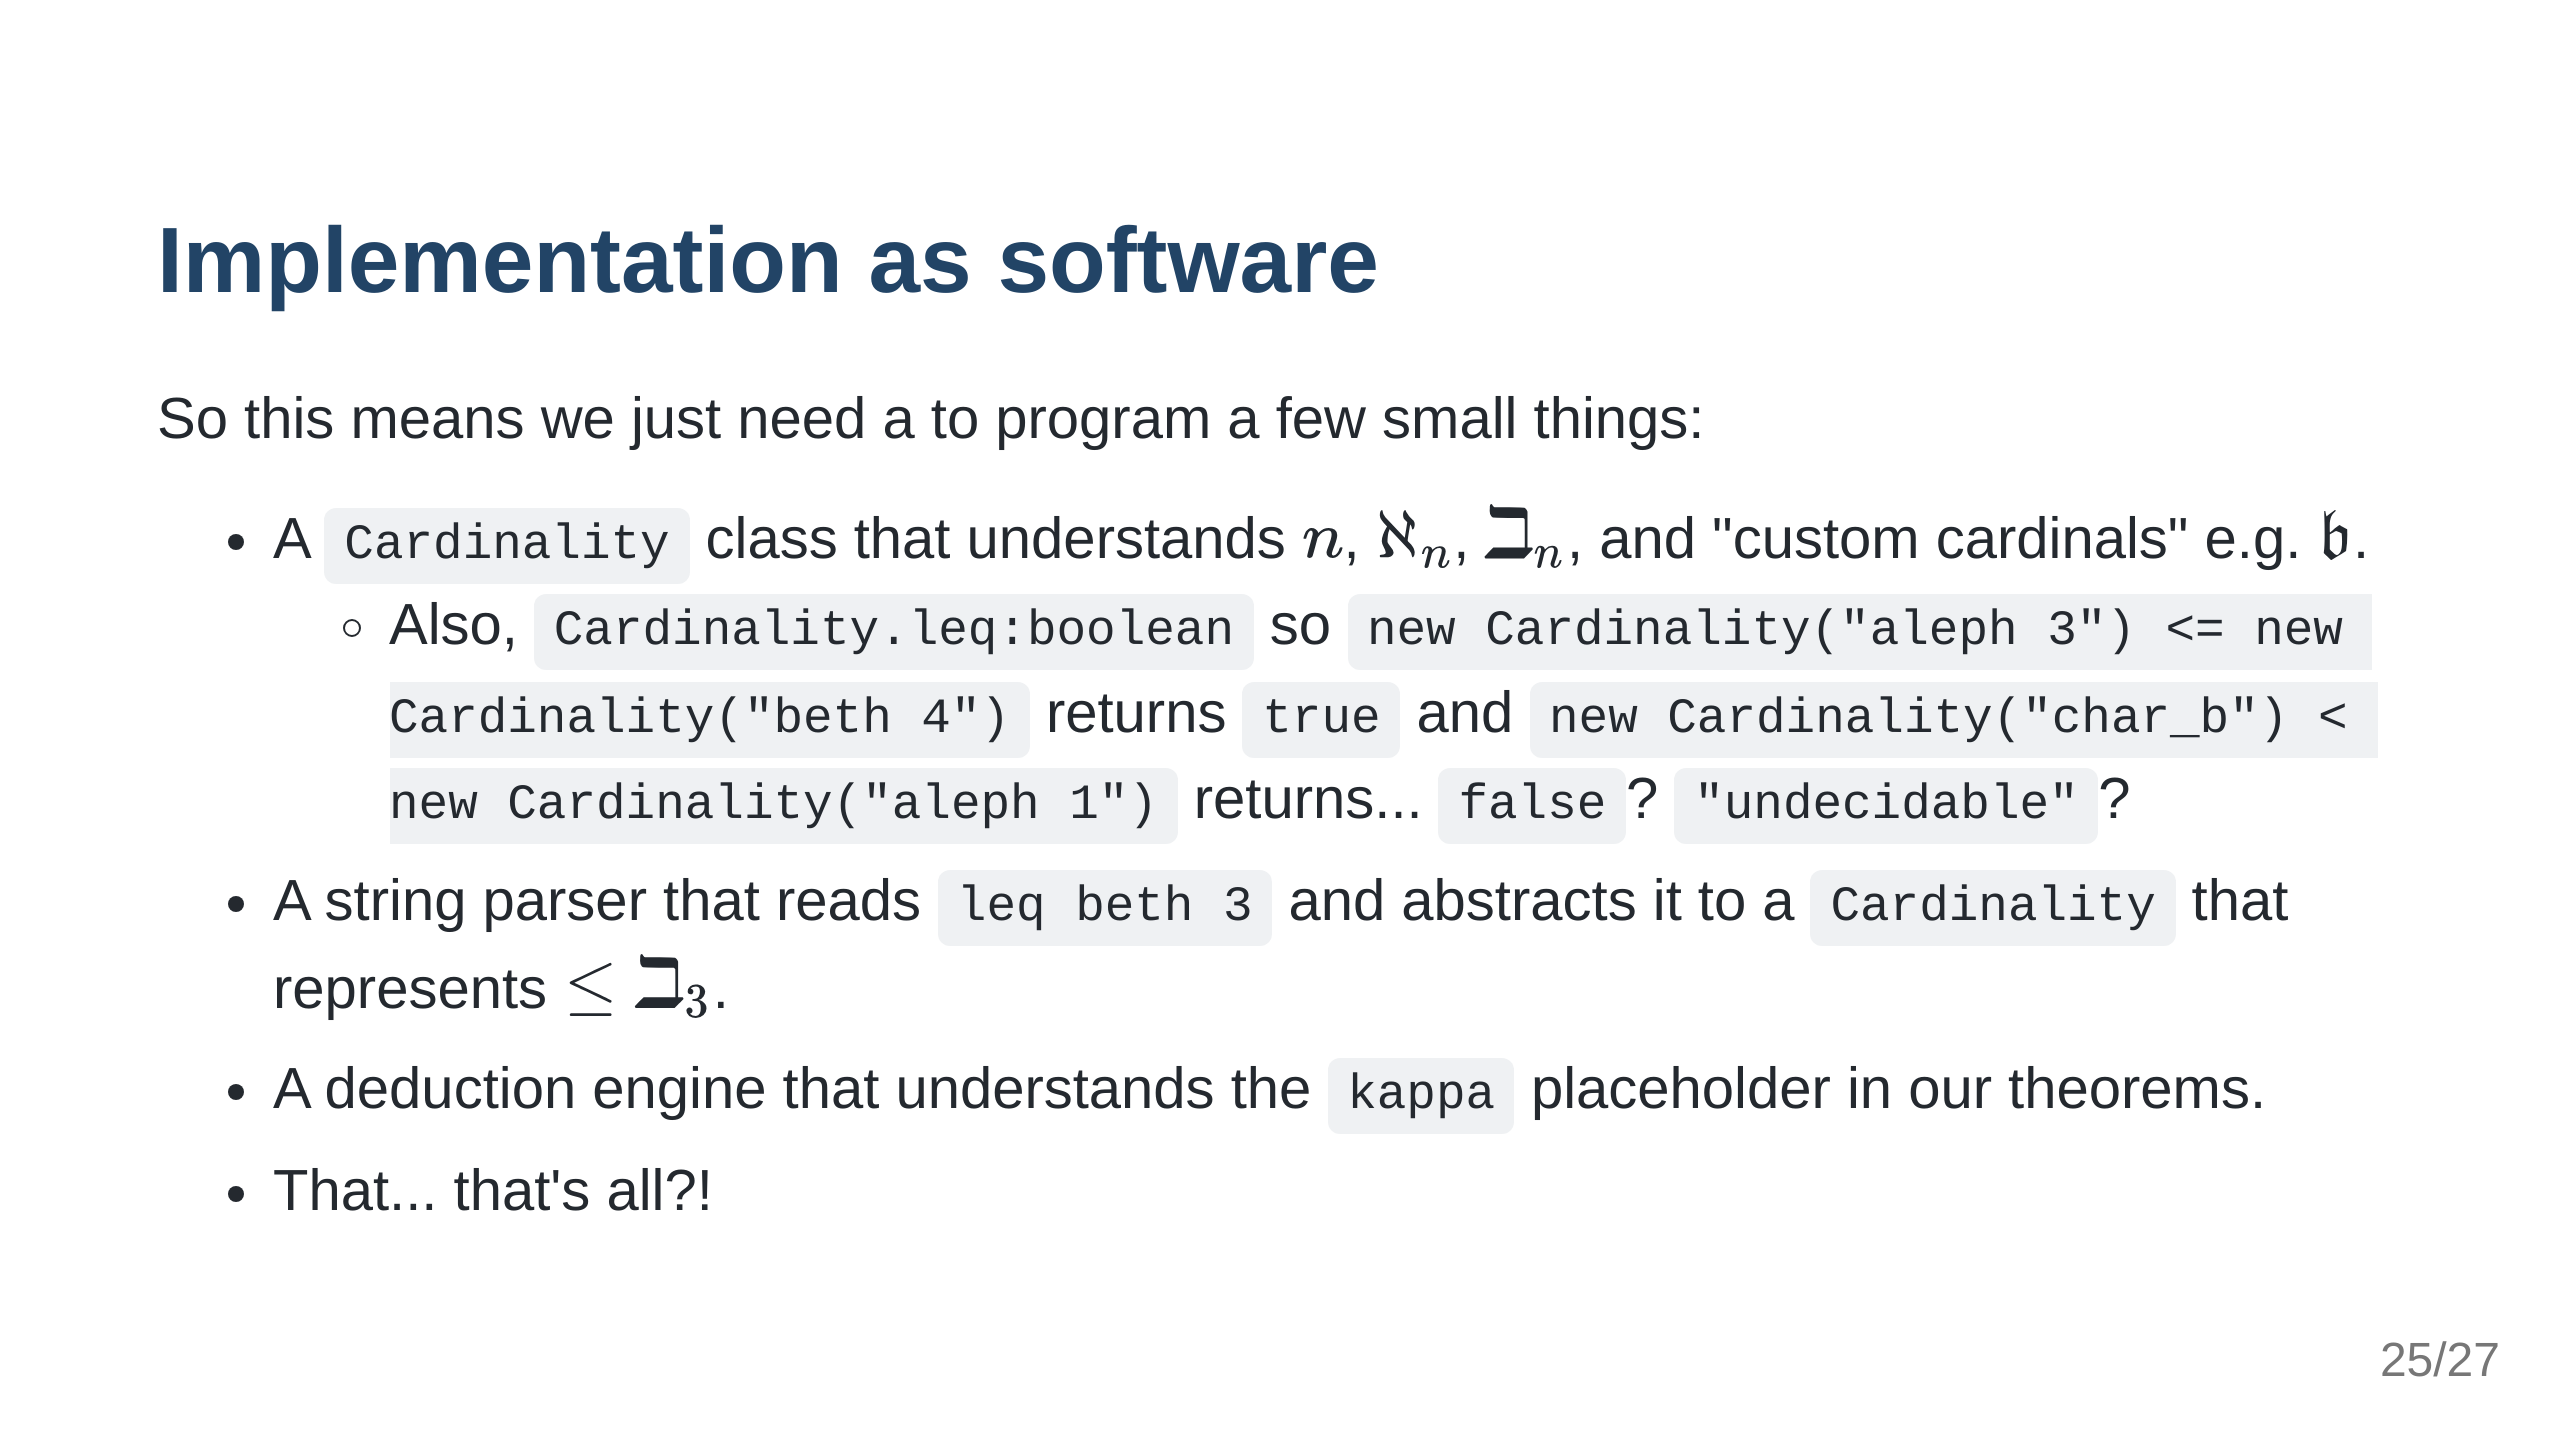 Implementation as software
So this means we just need a to program a few small things:
• A Cardinality class that understands n, ℵₙ, ℶₙ, and "custom cardinals" e.g. 𝔟.
◦ Also, Cardinality.leq:boolean so new Cardinality("aleph 3") <= new
Cardinality("beth 4") returns true and new Cardinality("char_b") <
new Cardinality("aleph 1") returns... false? "undecidable"?
• A string parser that reads leq beth 3 and abstracts it to a Cardinality that
represents ≤ ℶ₃.
• A deduction engine that understands the kappa placeholder in our theorems.
• That... that's all?!
25/27